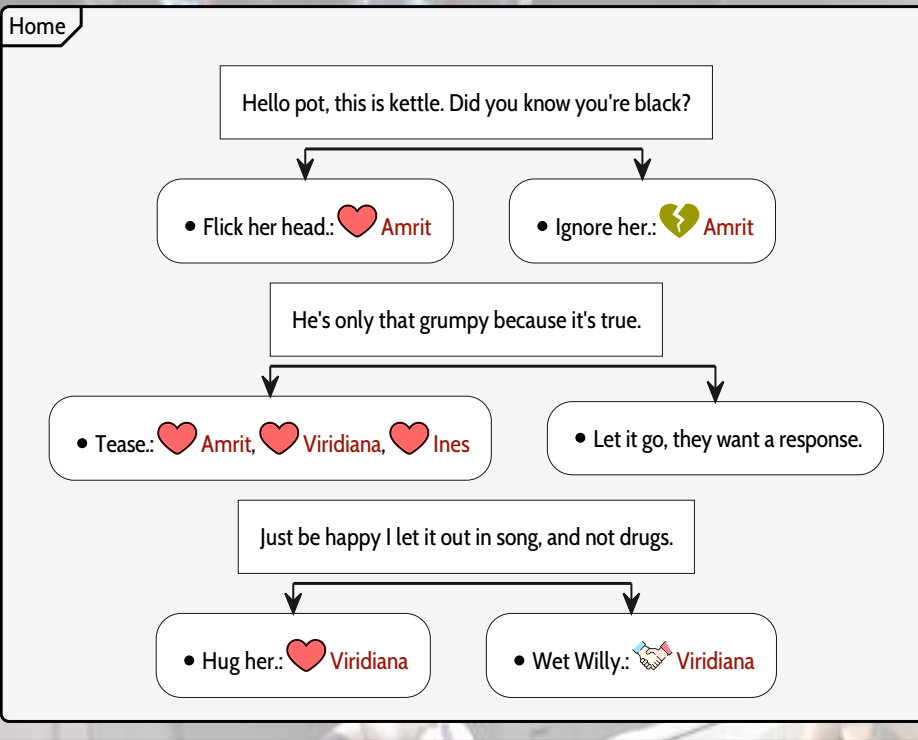 Home
Hello pot, this is kettle. Did you know you're black?
• Flick her head.: Amrit
• Ignore her.: Amrit
He's only that grumpy because it's true.
• Tease.: Amrit, Viridiana, Ines
• Let it go, they want a response.
Just be happy I let it out in song, and not drugs.
• Hug her.: Viridiana
• Wet Willy.: Viridiana